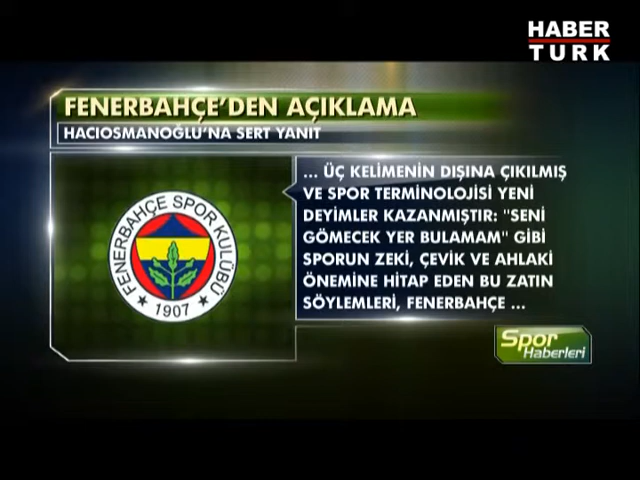 HABER
TURK
FENERBAHÇE'DEN AÇIKLAMA
HACIOSMANOĞLU'NA SERT YANIT
... ÜÇ KELİMENİN DIŞINA ÇIKILMIŞ
VE SPOR TERMİNOLOJİSİ YENİ
DEYİMLER KAZANMIŞTIR: "SENİ
GÖMECEK YER BULAMAM" GİBİ
SPORUN ZEKİ, ÇEVİK VE AHLAKİ
ÖNEMİNE HİTAP EDEN BU ZATIN
SÖYLEMLERİ, FENERBAHÇE ...
FENERBAHÇE SPOR KULÜBÜ
1907
Spor
Haberleri